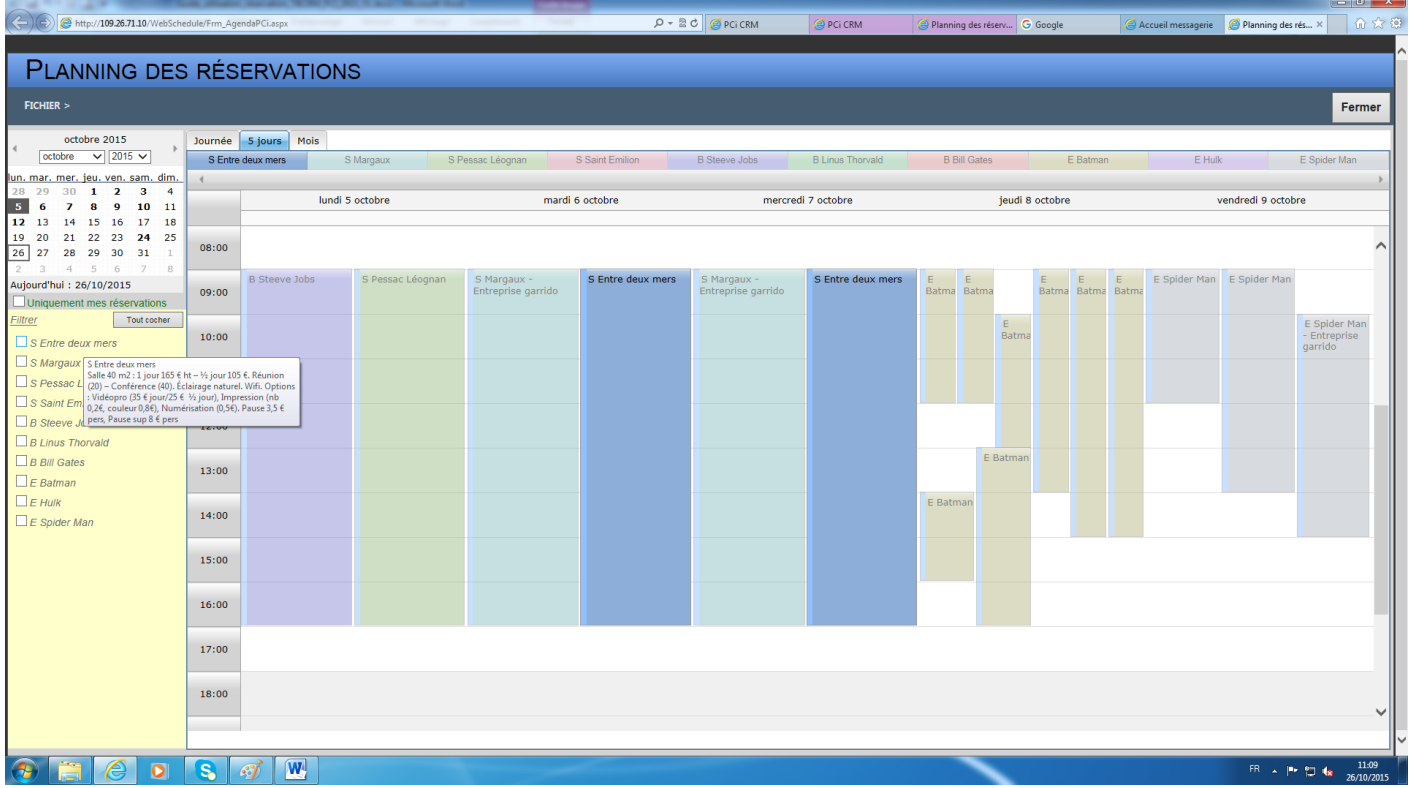 http://109.26.71.10/WebSchedule/Frm_AgendaPCi.aspx
PCi CRM
PCi CRM
Planning des réserv...
Google
Accueil messagerie
Planning des rés...
PLANNING DES RÉSERVATIONS
FICHIER >
Fermer
octobre 2015
octobre 2015
lun. mar. mer. jeu. ven. sam. dim.
28 29 30 1 2 3 4
5 6 7 8 9 10 11
12 13 14 15 16 17 18
19 20 21 22 23 24 25
26 27 28 29 30 31 1
2 3 4 5 6 7 8
Aujourd'hui : 26/10/2015
Uniquement mes réservations
Filtrer
Tout cocher
S Entre deux mers
S Margaux
S Pessac L
S Saint Em
B Steeve J
B Linus Thorvald
B Bill Gates
E Batman
E Hulk
E Spider Man
S Entre deux mers
Salle 40 m2 : 1 jour 165 € ht – ½ jour 105 €. Réunion
(20) – Conférence (40). Éclairage naturel. Wifi. Options
: Vidéopro (35 € jour/25 € ½ jour), Impression (nb
0,2€, couleur 0,8€), Numérisation (0,5€). Pause 3,5 €
pers, Pause sup 8 € pers
Journée 5 jours Mois
S Entre deux mers S Margaux S Pessac Léognan S Saint Emilion B Steeve Jobs B Linus Thorvald B Bill Gates E Batman E Hulk E Spider Man
lundi 5 octobre mardi 6 octobre mercredi 7 octobre jeudi 8 octobre vendredi 9 octobre
08:00
09:00
10:00
12:00
13:00
14:00
15:00
16:00
17:00
18:00
B Steeve Jobs
S Pessac Léognan
S Margaux -
Entreprise garrido
S Entre deux mers
S Margaux -
Entreprise garrido
S Entre deux mers
E
Batma
E
Batma
E
Batma
E
Batma
E
Batma
E
Batma
E Batman
E Batman
E Spider Man
E Spider Man
E Spider Man
- Entreprise
garrido
FR
11:09
26/10/2015